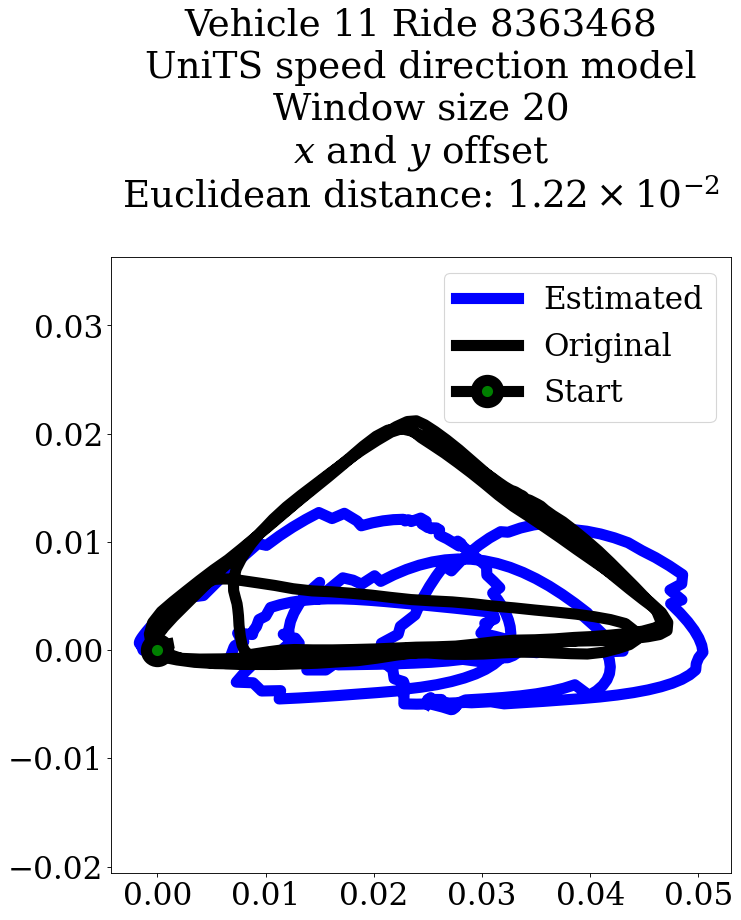 Vehicle 11 Ride 8363468
UniTS speed direction model
Window size 20
x and y offset
Euclidean distance: 1.22 × 10⁻²
Estimated
Original
Start
0.03
0.02
0.01
0.00
−0.01
−0.02
0.00 0.01 0.02 0.03 0.04 0.05